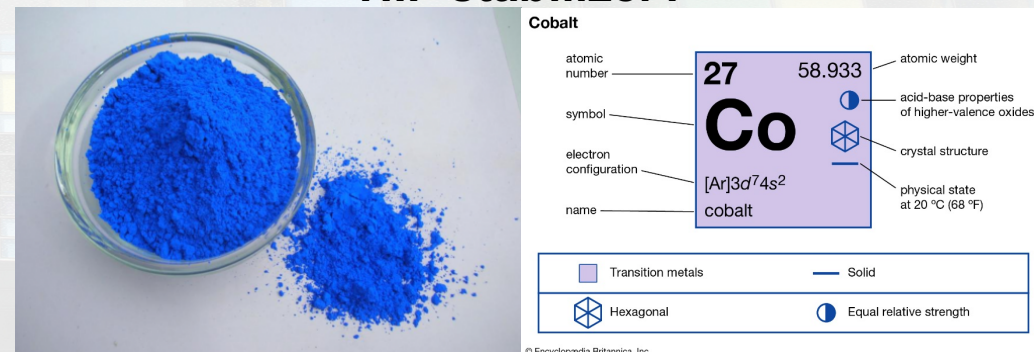 Cobalt
atomic
number
27
58.933
atomic weight
symbol
Co
acid-base properties
of higher-valence oxides
electron
configuration
crystal structure
[Ar]3d⁷4s²
physical state
at 20 ºC (68 ºF)
name
cobalt
Transition metals
Solid
Hexagonal
Equal relative strength
© Encyclopædia Britannica, Inc.